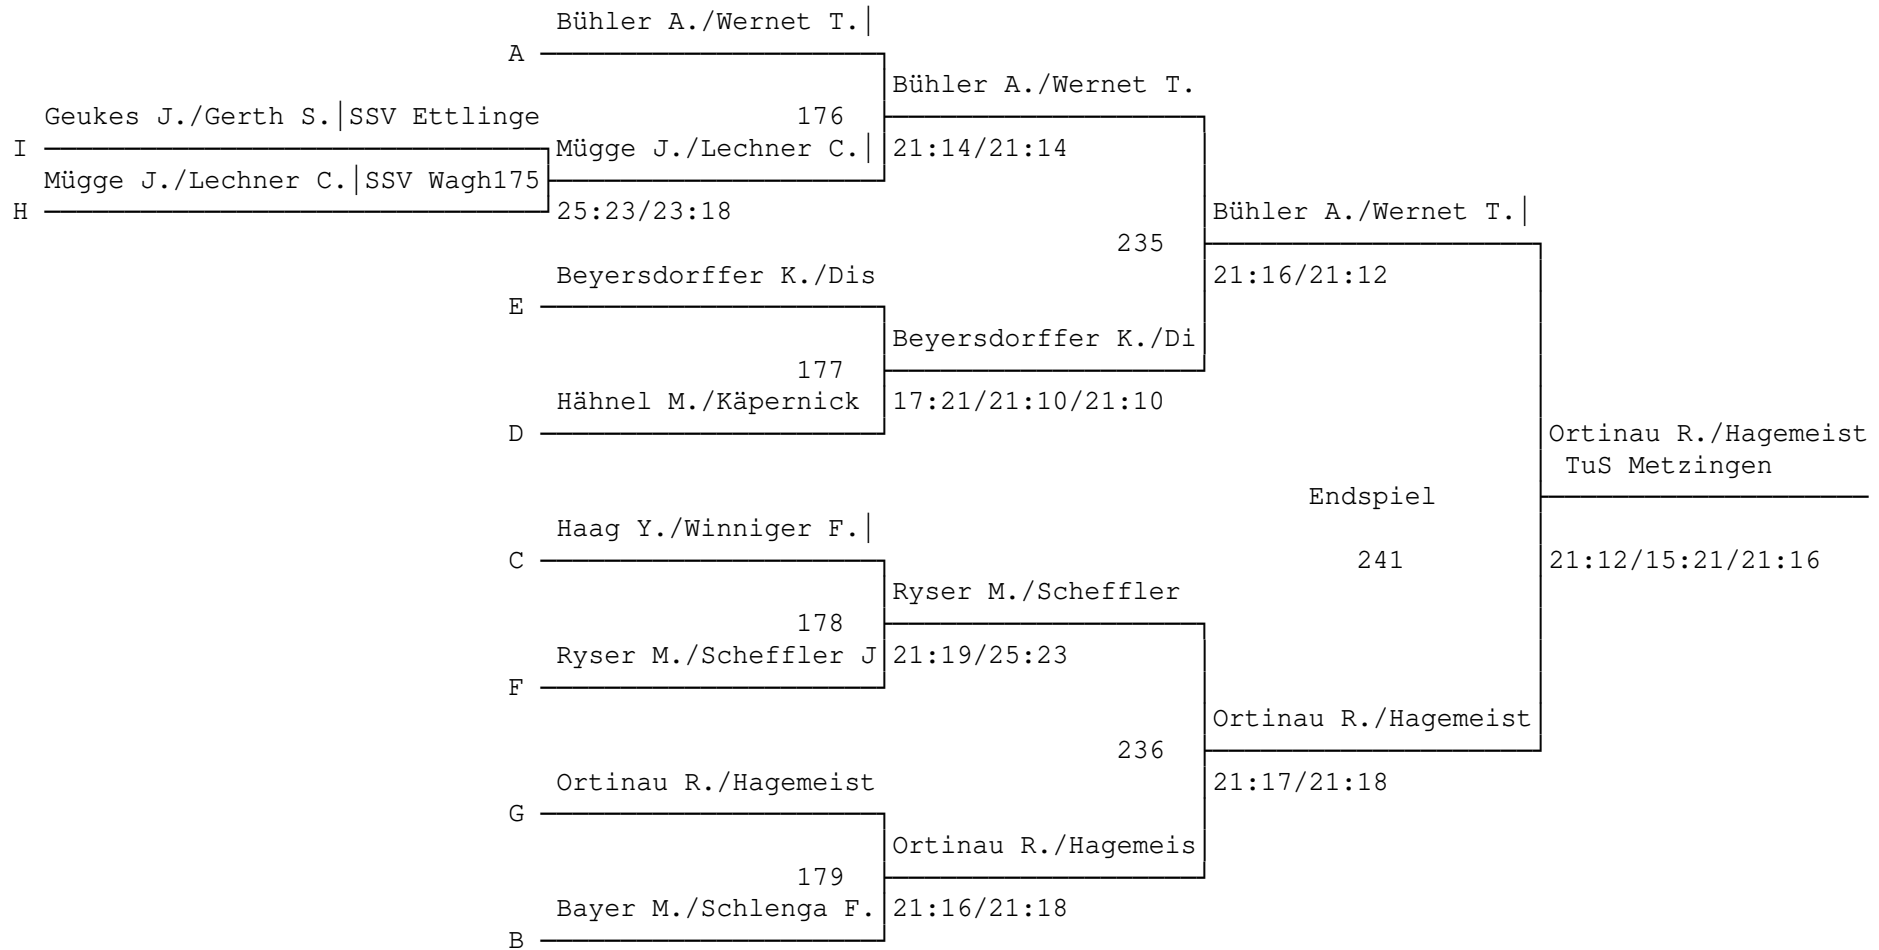 Bühler A./Wernet T.|
A
Bühler A./Wernet T.
Geukes J./Gerth S.|SSV Ettlinge
176
I
Mügge J./Lechner C.|
21:14/21:14
Mügge J./Lechner C.|SSV Wagh175
H
25:23/23:18
Bühler A./Wernet T.|
235
Beyersdorffer K./Dis
21:16/21:12
E
Beyersdorffer K./Di
177
Hähnel M./Käpernick
17:21/21:10/21:10
D
Ortinau R./Hagemeist
TuS Metzingen
Endspiel
Haag Y./Winniger F.|
C
241
21:12/15:21/21:16
Ryser M./Scheffler
178
Ryser M./Scheffler J
21:19/25:23
F
Ortinau R./Hagemeist
236
Ortinau R./Hagemeist
21:17/21:18
G
Ortinau R./Hagemeis
179
Bayer M./Schlenga F.
21:16/21:18
B